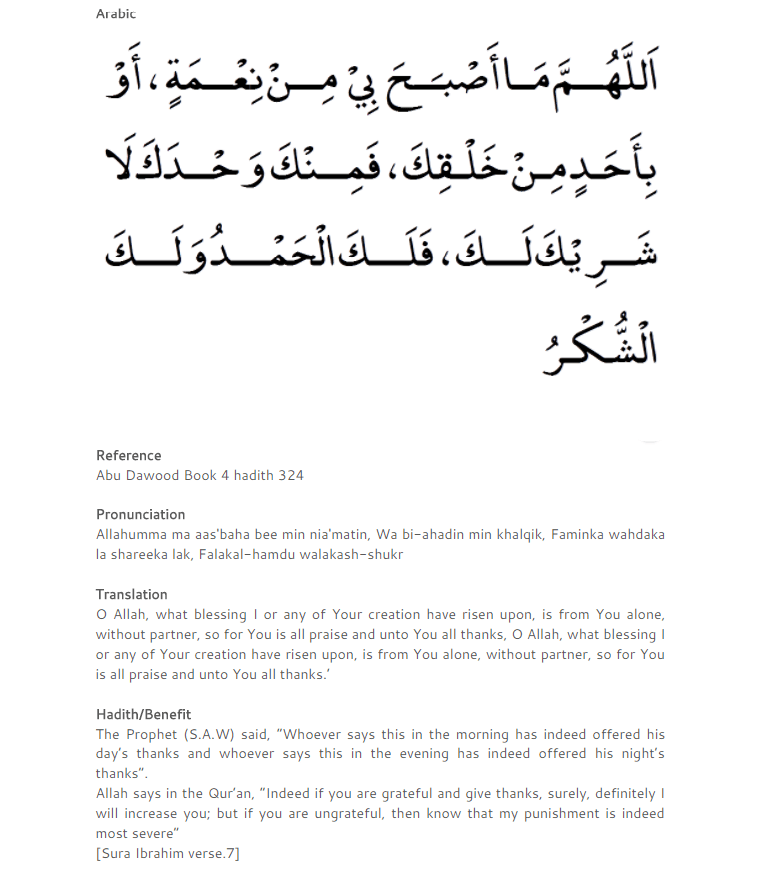 Arabic
اَللَّهُمَّ مَا أَصْبَحَ بِيْ مِنْ نِعْمَةٍ، أَوْ
بِأَحَدٍ مِنْ خَلْقِكَ، فَمِنْكَ وَحْدَكَ لَا
شَرِيْكَ لَكَ، فَلَكَ الْحَمْدُ وَلَكَ
الْشُّكْرُ
Reference
Abu Dawood Book 4 hadith 324
Pronunciation
Allahumma ma aas'baha bee min nia'matin, Wa bi-ahadin min khalqik, Faminka wahdaka
la shareeka lak, Falakal-hamdu walakash-shukr
Translation
O Allah, what blessing I or any of Your creation have risen upon, is from You alone,
without partner, so for You is all praise and unto You all thanks, O Allah, what blessing I
or any of Your creation have risen upon, is from You alone, without partner, so for You
is all praise and unto You all thanks.’
Hadith/Benefit
The Prophet (S.A.W) said, “Whoever says this in the morning has indeed offered his
day’s thanks and whoever says this in the evening has indeed offered his night’s
thanks”.
Allah says in the Qur’an, “Indeed if you are grateful and give thanks, surely, definitely I
will increase you; but if you are ungrateful, then know that my punishment is indeed
most severe”
[Sura Ibrahim verse.7]